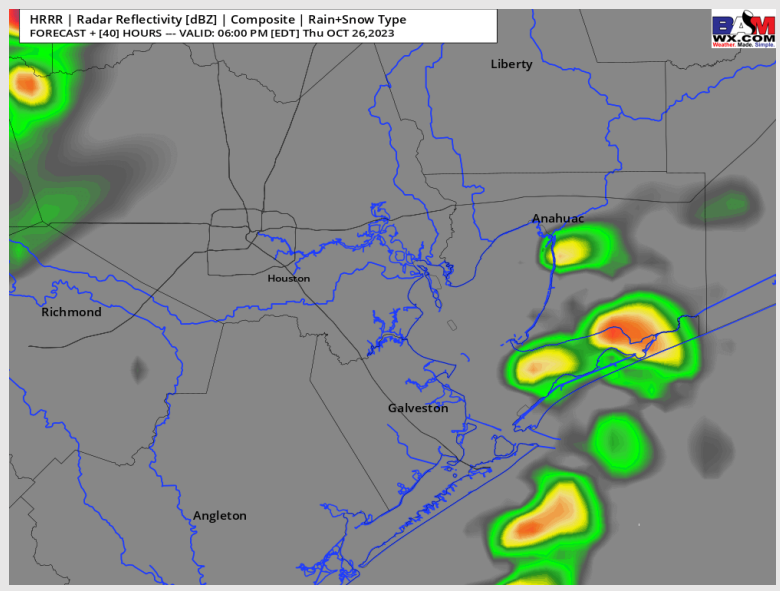 HRRR | Radar Reflectivity [dBZ] | Composite | Rain+Snow Type
FORECAST + [40] HOURS --- VALID: 06:00 PM [EDT] Thu OCT 26,2023
BAM
WX.COM
Weather. Made. Simple.
Liberty
Anahuac
Houston
Richmond
Galveston
Angleton